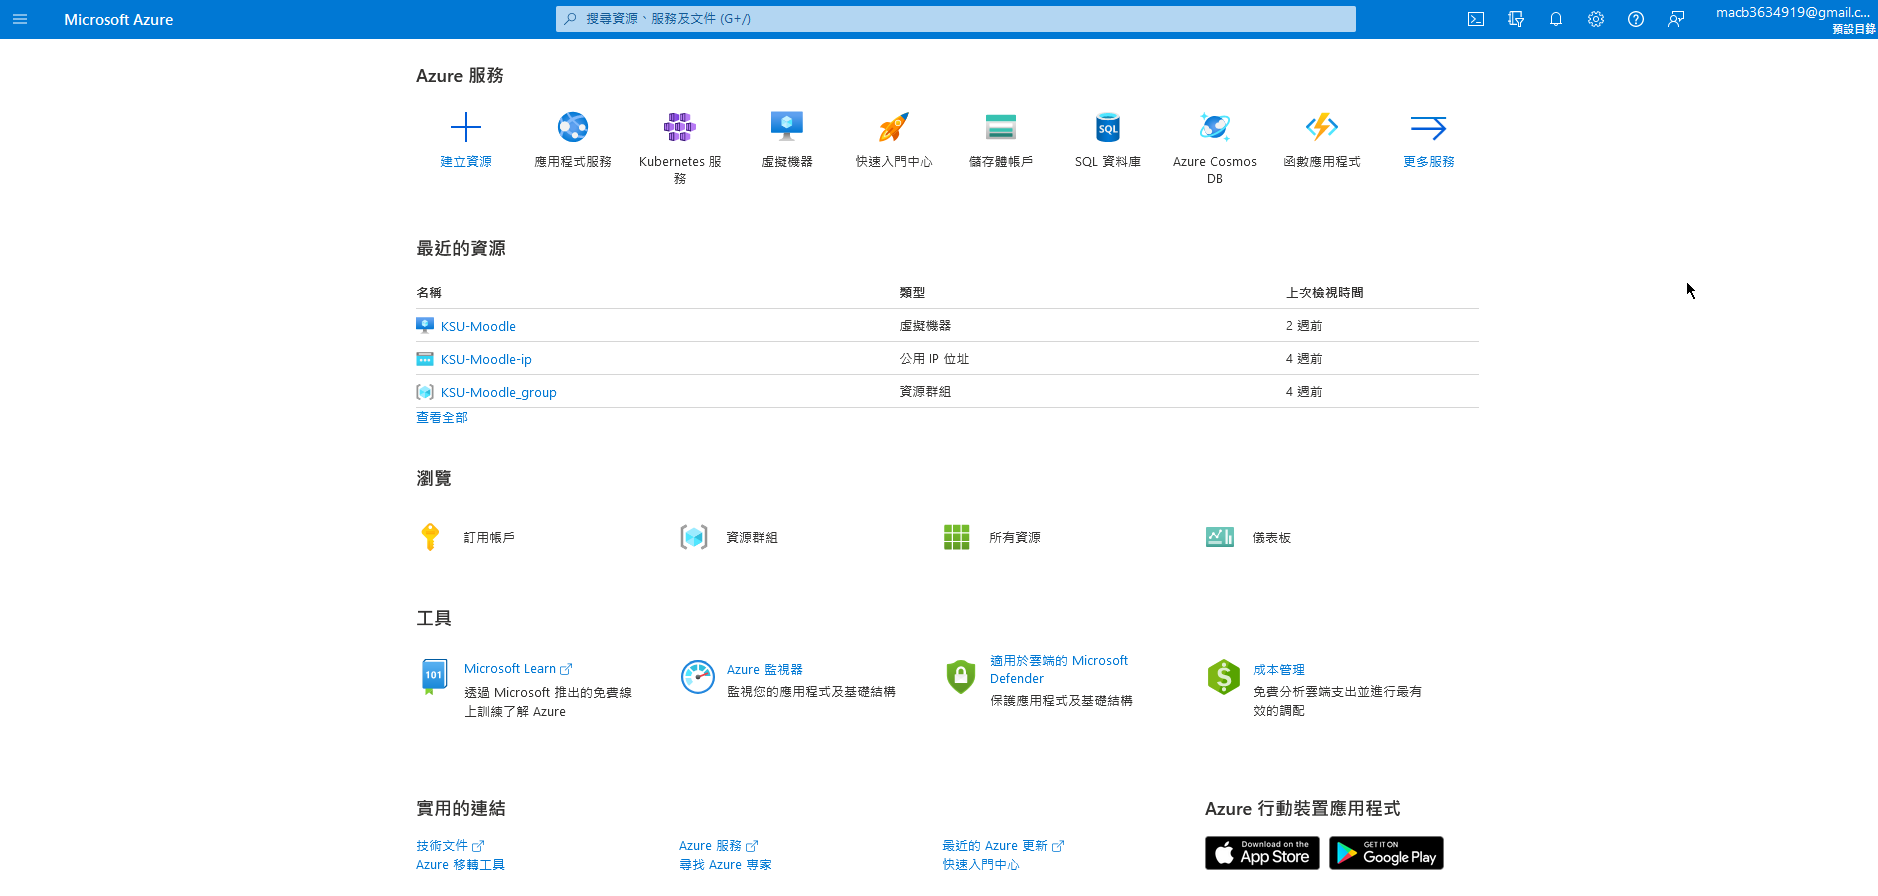 Microsoft Azure
搜尋資源、服務及文件 (G+/)
macb3634919@gmail.c...
預設目錄
Azure 服務
建立資源
應用程式服務
Kubernetes 服
務
虛擬機器
快速入門中心
儲存體帳戶
SQL
SQL 資料庫
Azure Cosmos
DB
函數應用程式
更多服務
最近的資源
名稱 類型 上次檢視時間
KSU-Moodle 虛擬機器 2 週前
KSU-Moodle-ip 公用 IP 位址 4 週前
KSU-Moodle_group 資源群組 4 週前
查看全部
瀏覽
訂用帳戶
資源群組
所有資源
儀表板
工具
101
Microsoft Learn
透過 Microsoft 推出的免費線
上訓練了解 Azure
Azure 監視器
監視您的應用程式及基礎結構
適用於雲端的 Microsoft
Defender
保護應用程式及基礎結構
$
成本管理
免費分析雲端支出並進行最有
效的調配
實用的連結
技術文件
Azure 移轉工具
Azure 服務
尋找 Azure 專家
最近的 Azure 更新
快速入門中心
Azure 行動裝置應用程式
Download on the
App Store
GET IT ON
Google Play